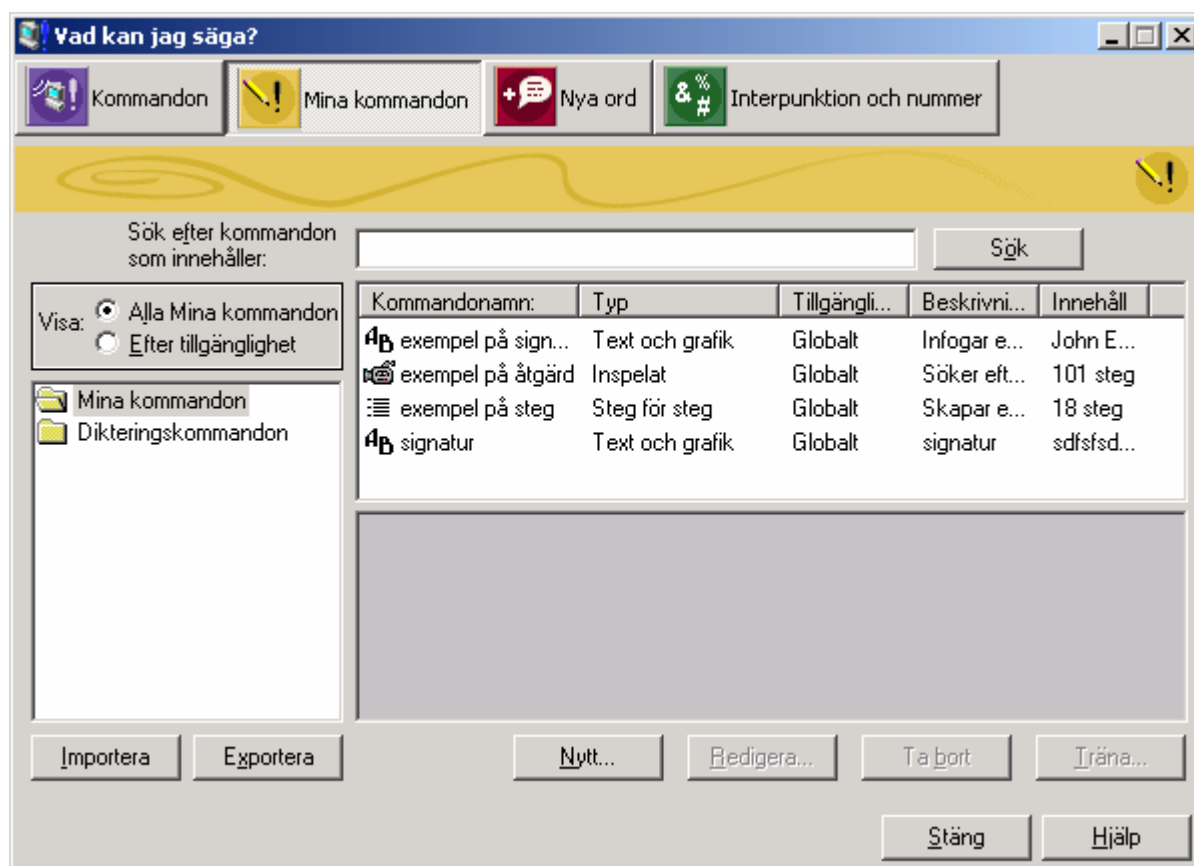 Vad kan jag säga?
Kommandon
Mina kommandon
Nya ord
Interpunktion och nummer
Sök efter kommandon
som innehåller:
Sök
Visa:
Alla Mina kommandon
Efter tillgänglighet
Mina kommandon
Dikteringskommandon
Kommandonamn: Typ Tillgängli... Beskrivni... Innehåll
exempel på sign... Text och grafik Globalt Infogar e... John E...
exempel på åtgärd Inspelat Globalt Söker eft... 101 steg
exempel på steg Steg för steg Globalt Skapar e... 18 steg
signatur Text och grafik Globalt signatur sdfsfsd...
Importera Exportera Nytt... Redigera... Ta bort Träna...
Stäng Hjälp